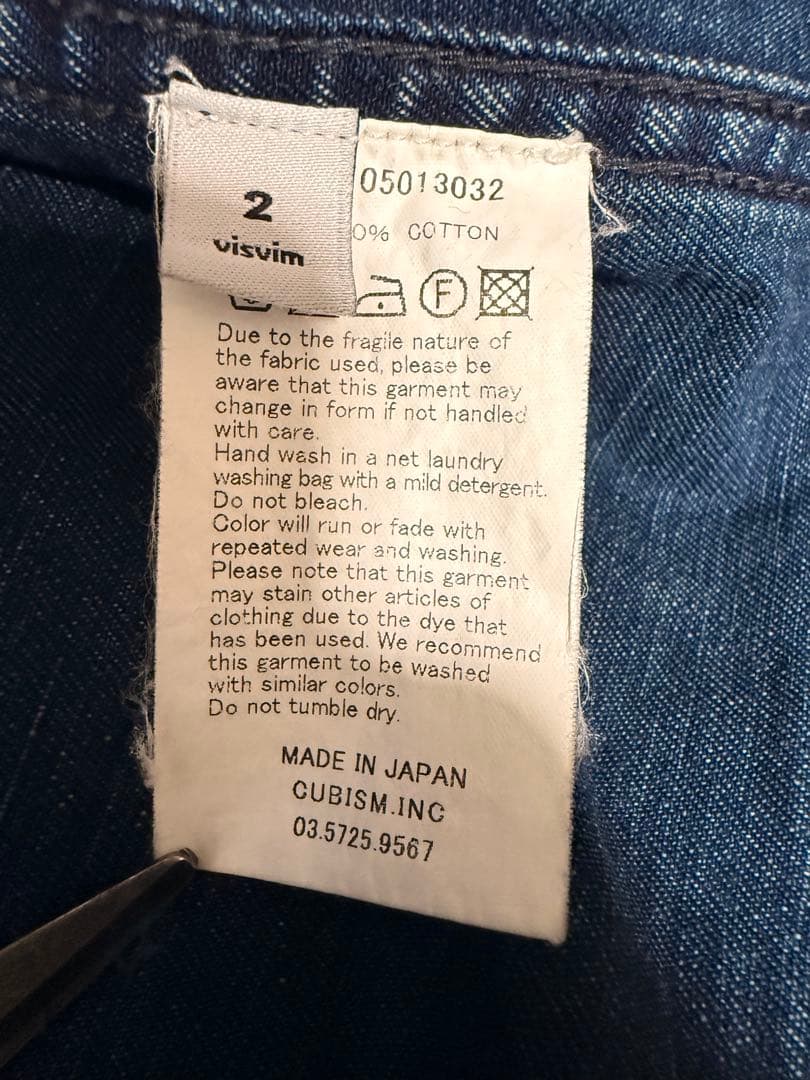 2
visvim
05013032
0% COTTON
F
Due to the fragile nature of
the fabric used, please be
aware that this garment may
change in form if not handled
with care.
Hand wash in a net laundry
washing bag with a mild detergent.
Do not bleach.
Color will run or fade with
repeated wear and washing.
Please note that this garment
may stain other articles of
clothing due to the dye that
has been used. We recommend
this garment to be washed
with similar colors.
Do not tumble dry.
MADE IN JAPAN
CUBISM.INC
03.5725.9567